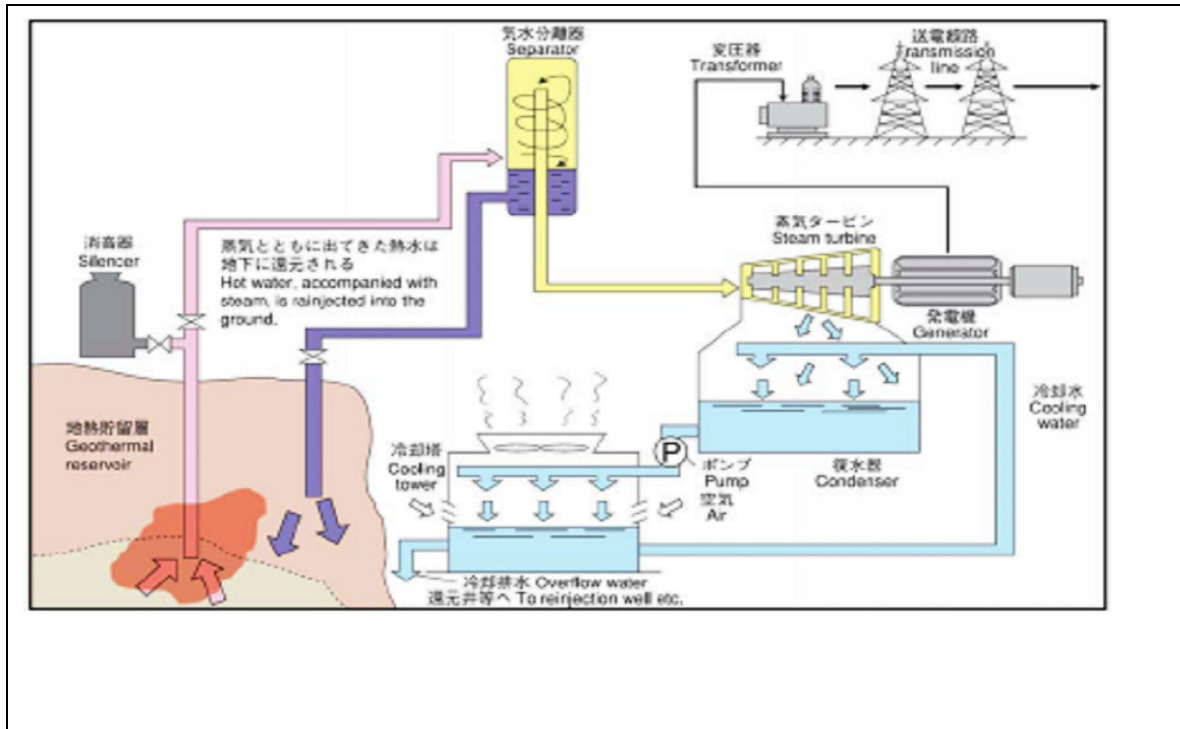 気水分離器
Separator
変圧器
Transformer
送電線路
Transmission
line
消音器
Silencer
蒸気とともに出てきた熱水は
地下に還元される
Hot water, accompanied with
steam, is rainjected into the
ground.
蒸気タービン
Steam turbine
発電機
Generator
地熱貯留層
Geothermal
reservoir
冷却水
Cooling
water
冷却塔
Cooling
tower
P
ポンプ
Pump
空気
Air
復水器
Condenser
冷却排水 Overflow water
還元井等へ To reinjection well etc.